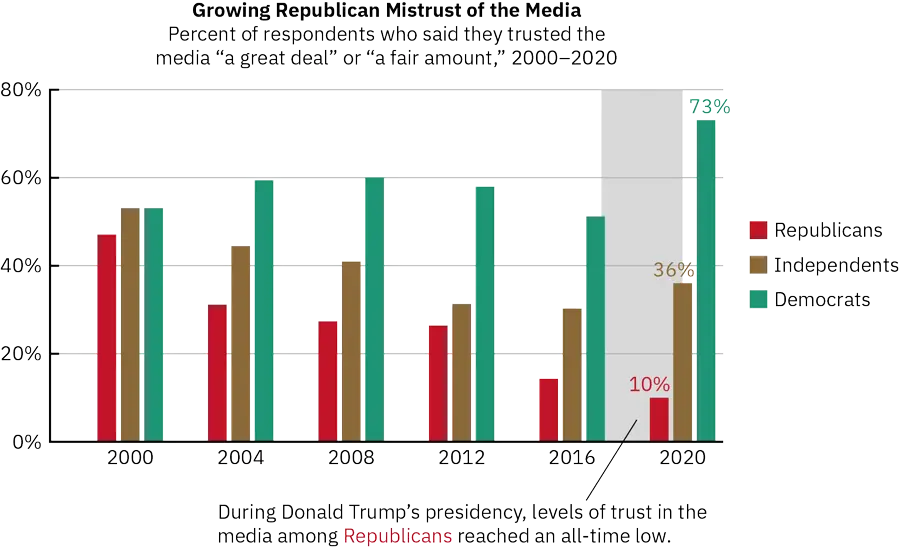 Growing Republican Mistrust of the Media
Percent of respondents who said they trusted the
media “a great deal” or “a fair amount,” 2000–2020
80%
73%
60%
Republicans
40%
36%
Independents
Democrats
20%
10%
0%
2000 2004 2008 2012 2016 2020
During Donald Trump’s presidency, levels of trust in the
media among Republicans reached an all-time low.